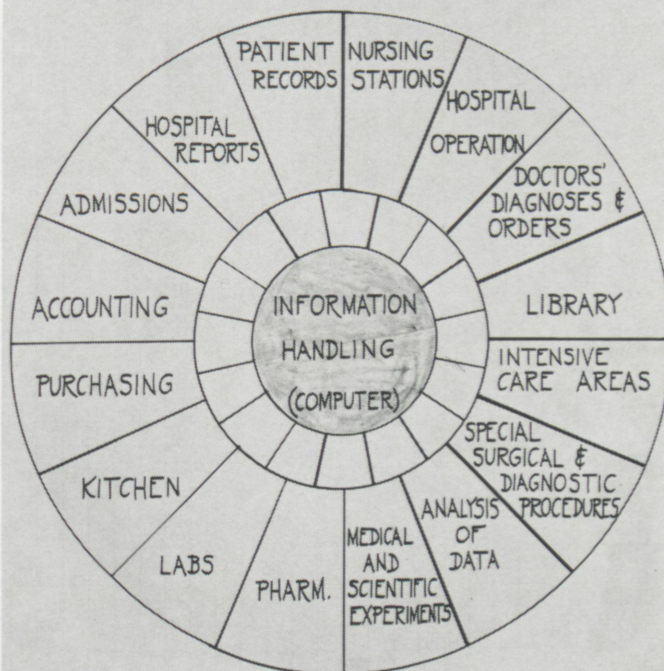 PATIENT
RECORDS
NURSING
STATIONS
HOSPITAL
OPERATION
DOCTORS'
DIAGNOSES &
ORDERS
LIBRARY
INTENSIVE
CARE AREAS
SPECIAL
SURGICAL &
DIAGNOSTIC
PROCEDURES
ANALYSIS
OF
DATA
MEDICAL
AND
SCIENTIFIC
EXPERIMENTS
PHARM.
LABS
KITCHEN
PURCHASING
ACCOUNTING
ADMISSIONS
HOSPITAL
REPORTS
INFORMATION
HANDLING
(COMPUTER)